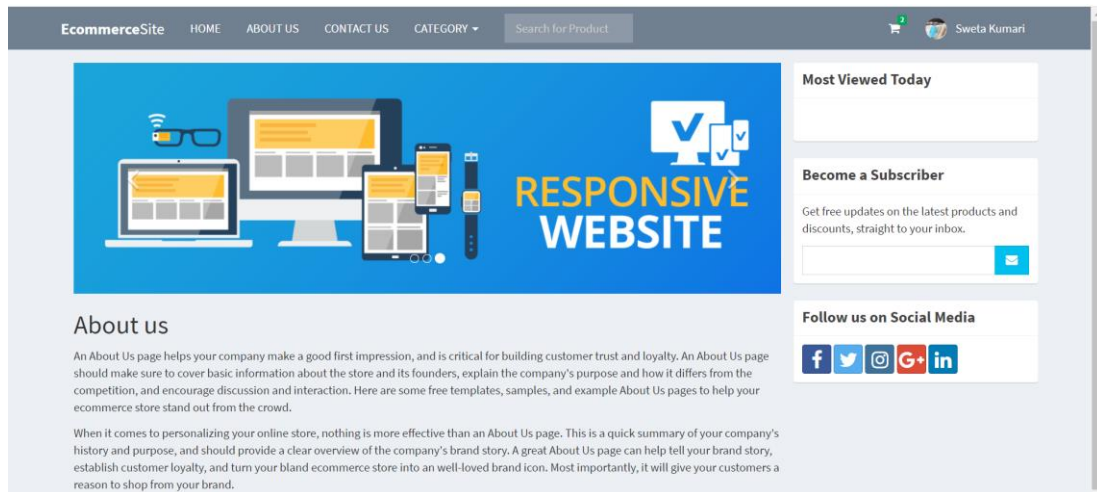 EcommerceSite HOME ABOUT US CONTACT US CATEGORY Search for Product 2 Sweta Kumari
RESPONSIVE
WEBSITE
About us
An About Us page helps your company make a good first impression, and is critical for building customer trust and loyalty. An About Us page
should make sure to cover basic information about the store and its founders, explain the company's purpose and how it differs from the
competition, and encourage discussion and interaction. Here are some free templates, samples, and example About Us pages to help your
ecommerce store stand out from the crowd.
When it comes to personalizing your online store, nothing is more effective than an About Us page. This is a quick summary of your company's
history and purpose, and should provide a clear overview of the company's brand story. A great About Us page can help tell your brand story,
establish customer loyalty, and turn your bland ecommerce store into an well-loved brand icon. Most importantly, it will give your customers a
reason to shop from your brand.
Most Viewed Today
Become a Subscriber
Get free updates on the latest products and
discounts, straight to your inbox.
Follow us on Social Media
f G+ in